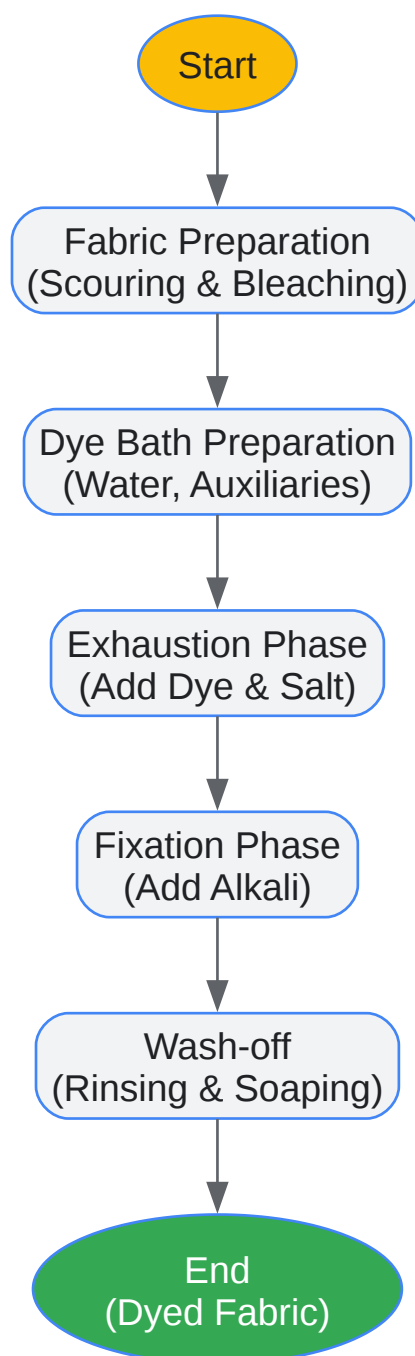 Start
Fabric Preparation
(Scouring & Bleaching)
Dye Bath Preparation
(Water, Auxiliaries)
Exhaustion Phase
(Add Dye & Salt)
Fixation Phase
(Add Alkali)
Wash-off
(Rinsing & Soaping)
End
(Dyed Fabric)